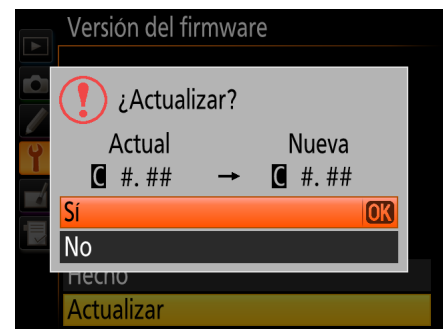 Versión del firmware
¿Actualizar?
Actual Nueva
C #. ## → C #. ##
Sí OK
No
Hecho
Actualizar